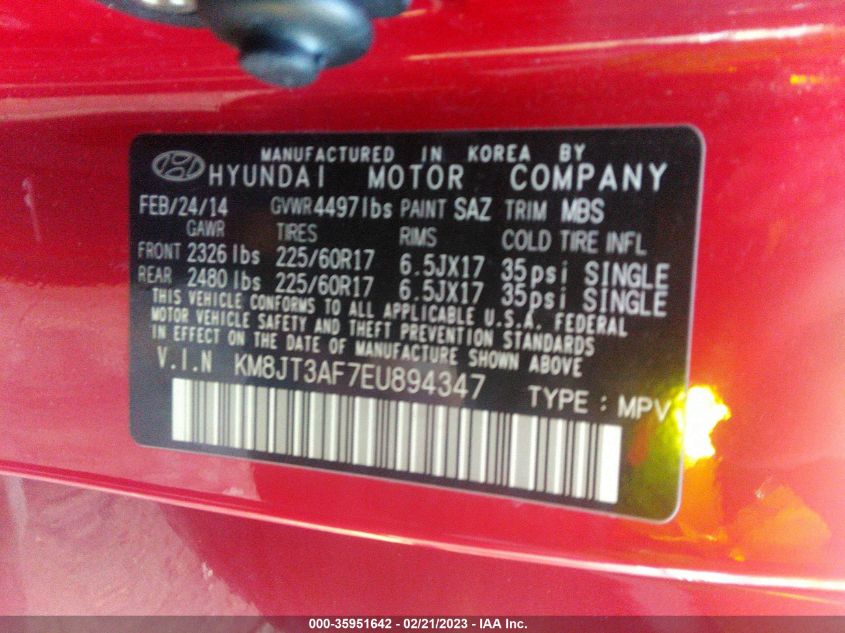 MANUFACTURED IN KOREA BY
HYUNDAI MOTOR COMPANY
FEB/24/14 GVWR 4497lbs PAINT SAZ TRIM MBS
GAWR TIRES RIMS COLD TIRE INFL
FRONT 2326 lbs 225/60R17 6.5JX17 35psi SINGLE
REAR 2480 lbs 225/60R17 6.5JX17 35psi SINGLE
THIS VEHICLE CONFORMS TO ALL APPLICABLE U.S.A. FEDERAL
MOTOR VEHICLE SAFETY AND THEFT PREVENTION STANDARDS
IN EFFECT ON THE DATE OF MANUFACTURE SHOWN ABOVE
V.I.N KM8JT3AF7EU894347
TYPE : MPV
000-35951642 - 02/21/2023 - IAA Inc.